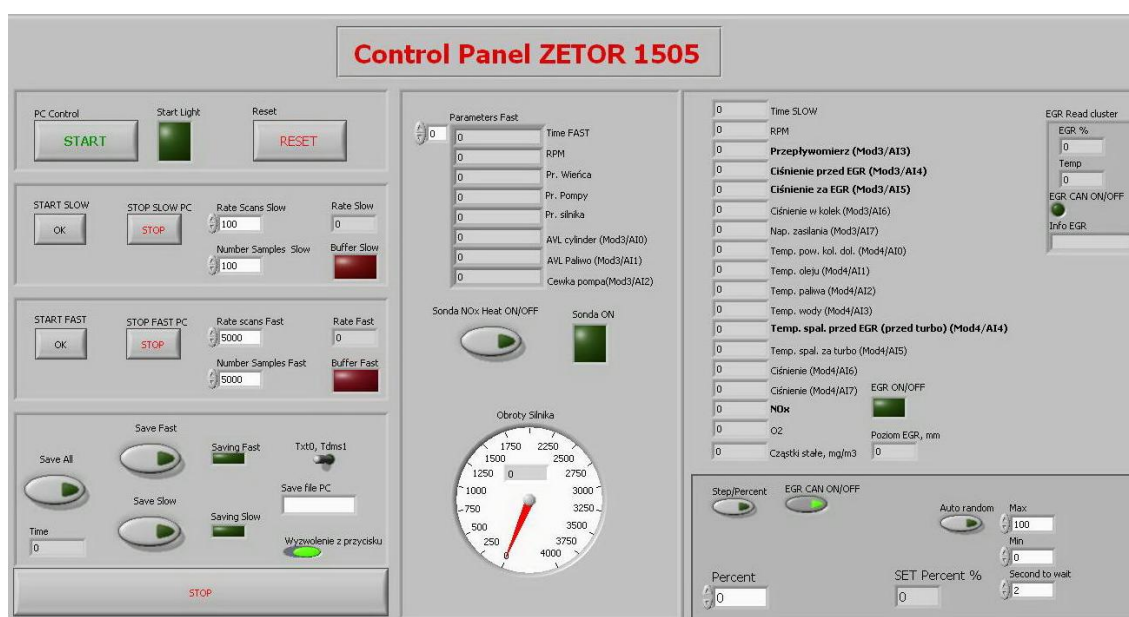 Control Panel ZETOR 1505
PC Control
Start Light
Reset
START
RESET
START SLOW
STOP SLOW PC
Rate Scans Slow
Rate Slow
OK
STOP
100
0
Number Samples Slow
Buffer Slow
100
START FAST
STOP FAST PC
Rate scans Fast
Rate Fast
OK
STOP
5000
0
Number Samples Fast
Buffer Fast
5000
Save Fast
Save All
Saving Fast
Txt0, Tdms1
Save Slow
Save file PC
Saving Slow
Time
0
Wyzwolenie z przycisku
STOP
Parameters Fast
0
0 Time FAST
0 RPM
0 Pr. Wieńca
0 Pr. Pompy
0 Pr. silnika
0 AVL cylinder (Mod3/AI0)
0 AVL Paliwo (Mod3/AI1)
0 Cewka pompa(Mod3/AI2)
Sonda NOx Heat ON/OFF
Sonda ON
Obroty Silnika
0
0
250
500
750
1000
1250
1500
1750
2250
2500
2750
3000
3250
3500
3750
4000
0 Time SLOW
0 RPM
0 Przepływomierz (Mod3/AI3)
0 Ciśnienie przed EGR (Mod3/AI4)
0 Ciśnienie za EGR (Mod3/AI5)
0 Ciśnienie w kolek (Mod3/AI6)
0 Nap. zasilania (Mod3/AI7)
0 Temp. pow. kol. dol. (Mod4/AI0)
0 Temp. oleju (Mod4/AI1)
0 Temp. paliwa (Mod4/AI2)
0 Temp. wody (Mod4/AI3)
0 Temp. spal. przed EGR (przed turbo) (Mod4/AI4)
0 Temp. spal. za turbo (Mod4/AI5)
0 Ciśnienie (Mod4/AI6)
0 Ciśnienie (Mod4/AI7)
0 NOx
0 O2
0 Cząstki stałe, mg/m3
EGR ON/OFF
Poziom EGR, mm
0
EGR Read cluster
EGR %
0
Temp
0
EGR CAN ON/OFF
Info EGR
Step/Percent
EGR CAN ON/OFF
Auto random
Max
100
Min
0
Percent
0
SET Percent %
0
Second to wait
2